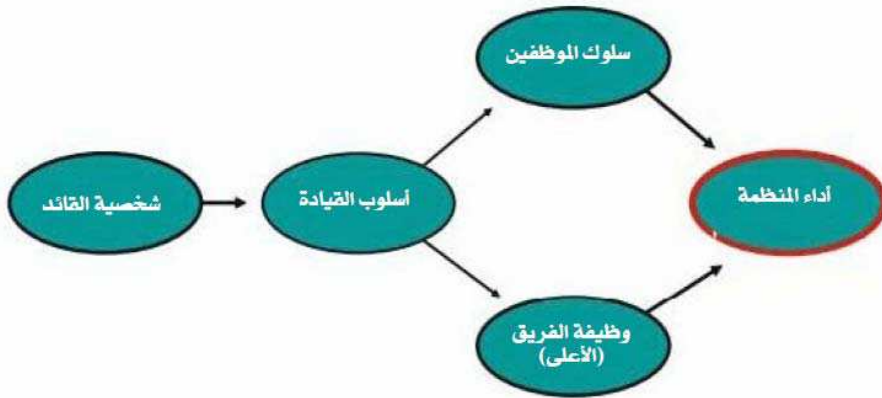 سلوك الموظفين
شخصية القائد
أسلوب القيادة
أداء المنظمة
وظيفة الفريق
(الأعلى)